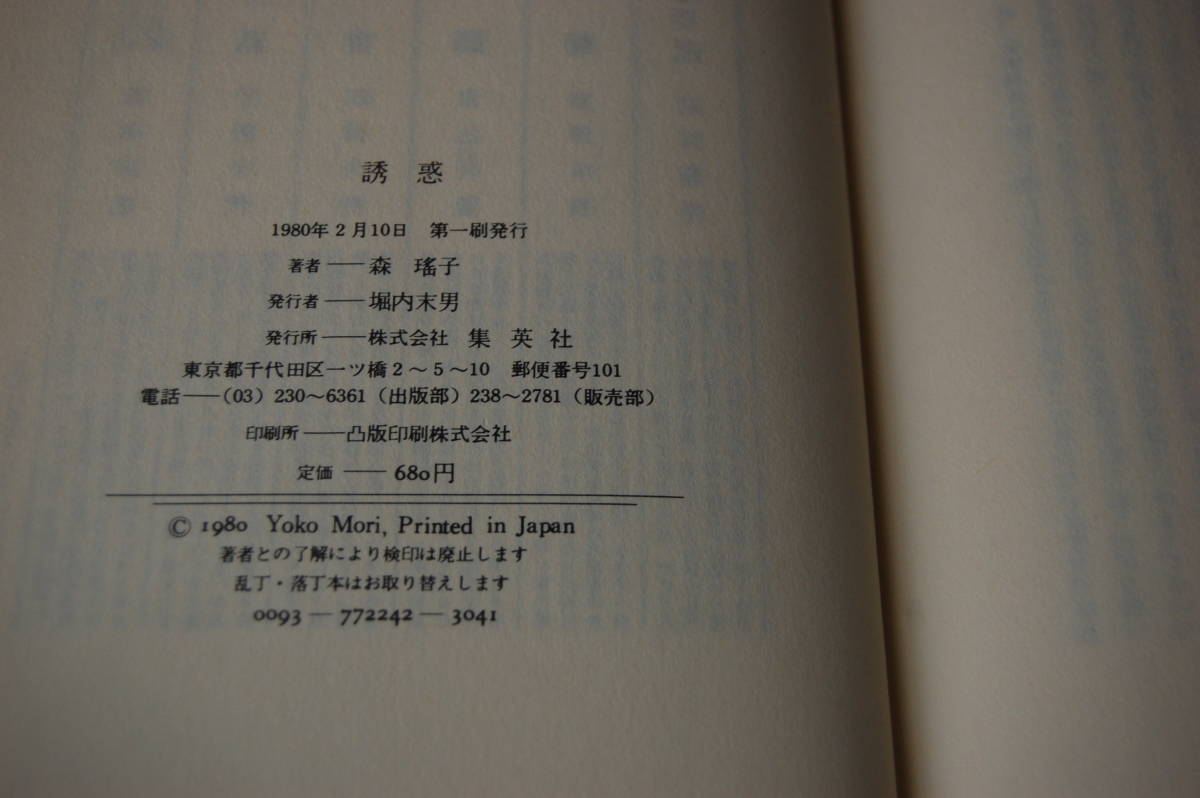 誘惑
1980年2月10日 第一刷発行
著者――森 瑤子
発行者――堀内末男
発行所――株式会社 集英社
東京都千代田区一ツ橋2～5～10 郵便番号101
電話――(03) 230～6361 (出版部) 238～2781 (販売部)
印刷所――凸版印刷株式会社
定価――680円
© 1980 Yoko Mori, Printed in Japan
著者との了解により検印は廃止します
乱丁・落丁本はお取り替えします
0093―772242―3041